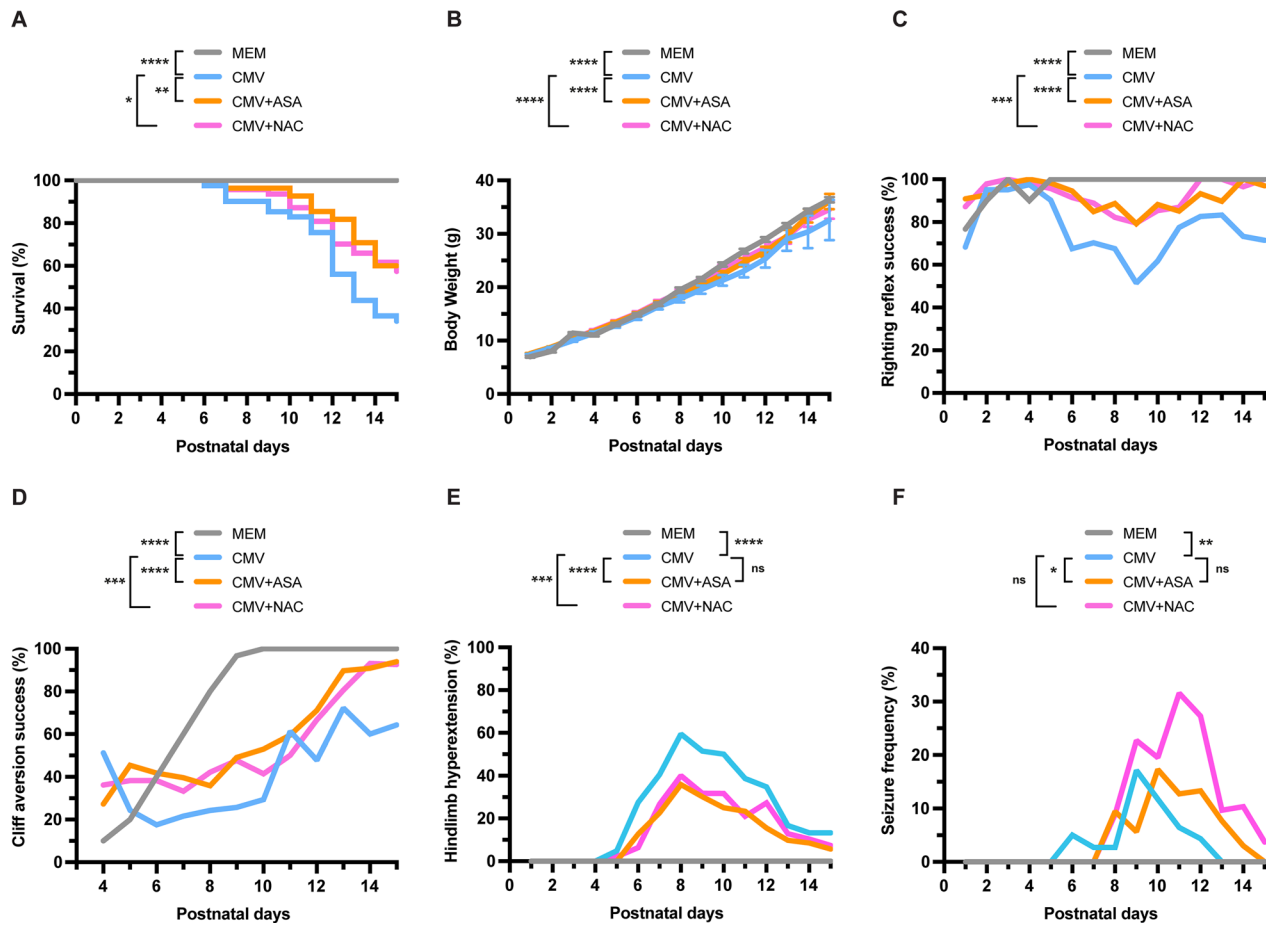 A
MEM
CMV
CMV+ASA
CMV+NAC
****
**
*
Survival (%)
100
80
60
40
20
0
0 2 4 6 8 10 12 14
Postnatal days
B
MEM
CMV
CMV+ASA
CMV+NAC
****
****
****
Body Weight (g)
40
30
20
10
0
0 2 4 6 8 10 12 14
Postnatal days
C
MEM
CMV
CMV+ASA
CMV+NAC
****
****
***
Righting reflex success (%)
100
80
60
40
20
0
0 2 4 6 8 10 12 14
Postnatal days
D
MEM
CMV
CMV+ASA
CMV+NAC
****
****
***
Cliff aversion success (%)
100
80
60
40
20
0
4 6 8 10 12 14
Postnatal days
E
MEM
CMV
CMV+ASA
CMV+NAC
****
****
ns
***
Hindlimb hyperextension (%)
100
80
60
40
20
0
0 2 4 6 8 10 12 14
Postnatal days
F
MEM
CMV
CMV+ASA
CMV+NAC
**
*
ns
ns
Seizure frequency (%)
40
30
20
10
0
0 2 4 6 8 10 12 14
Postnatal days